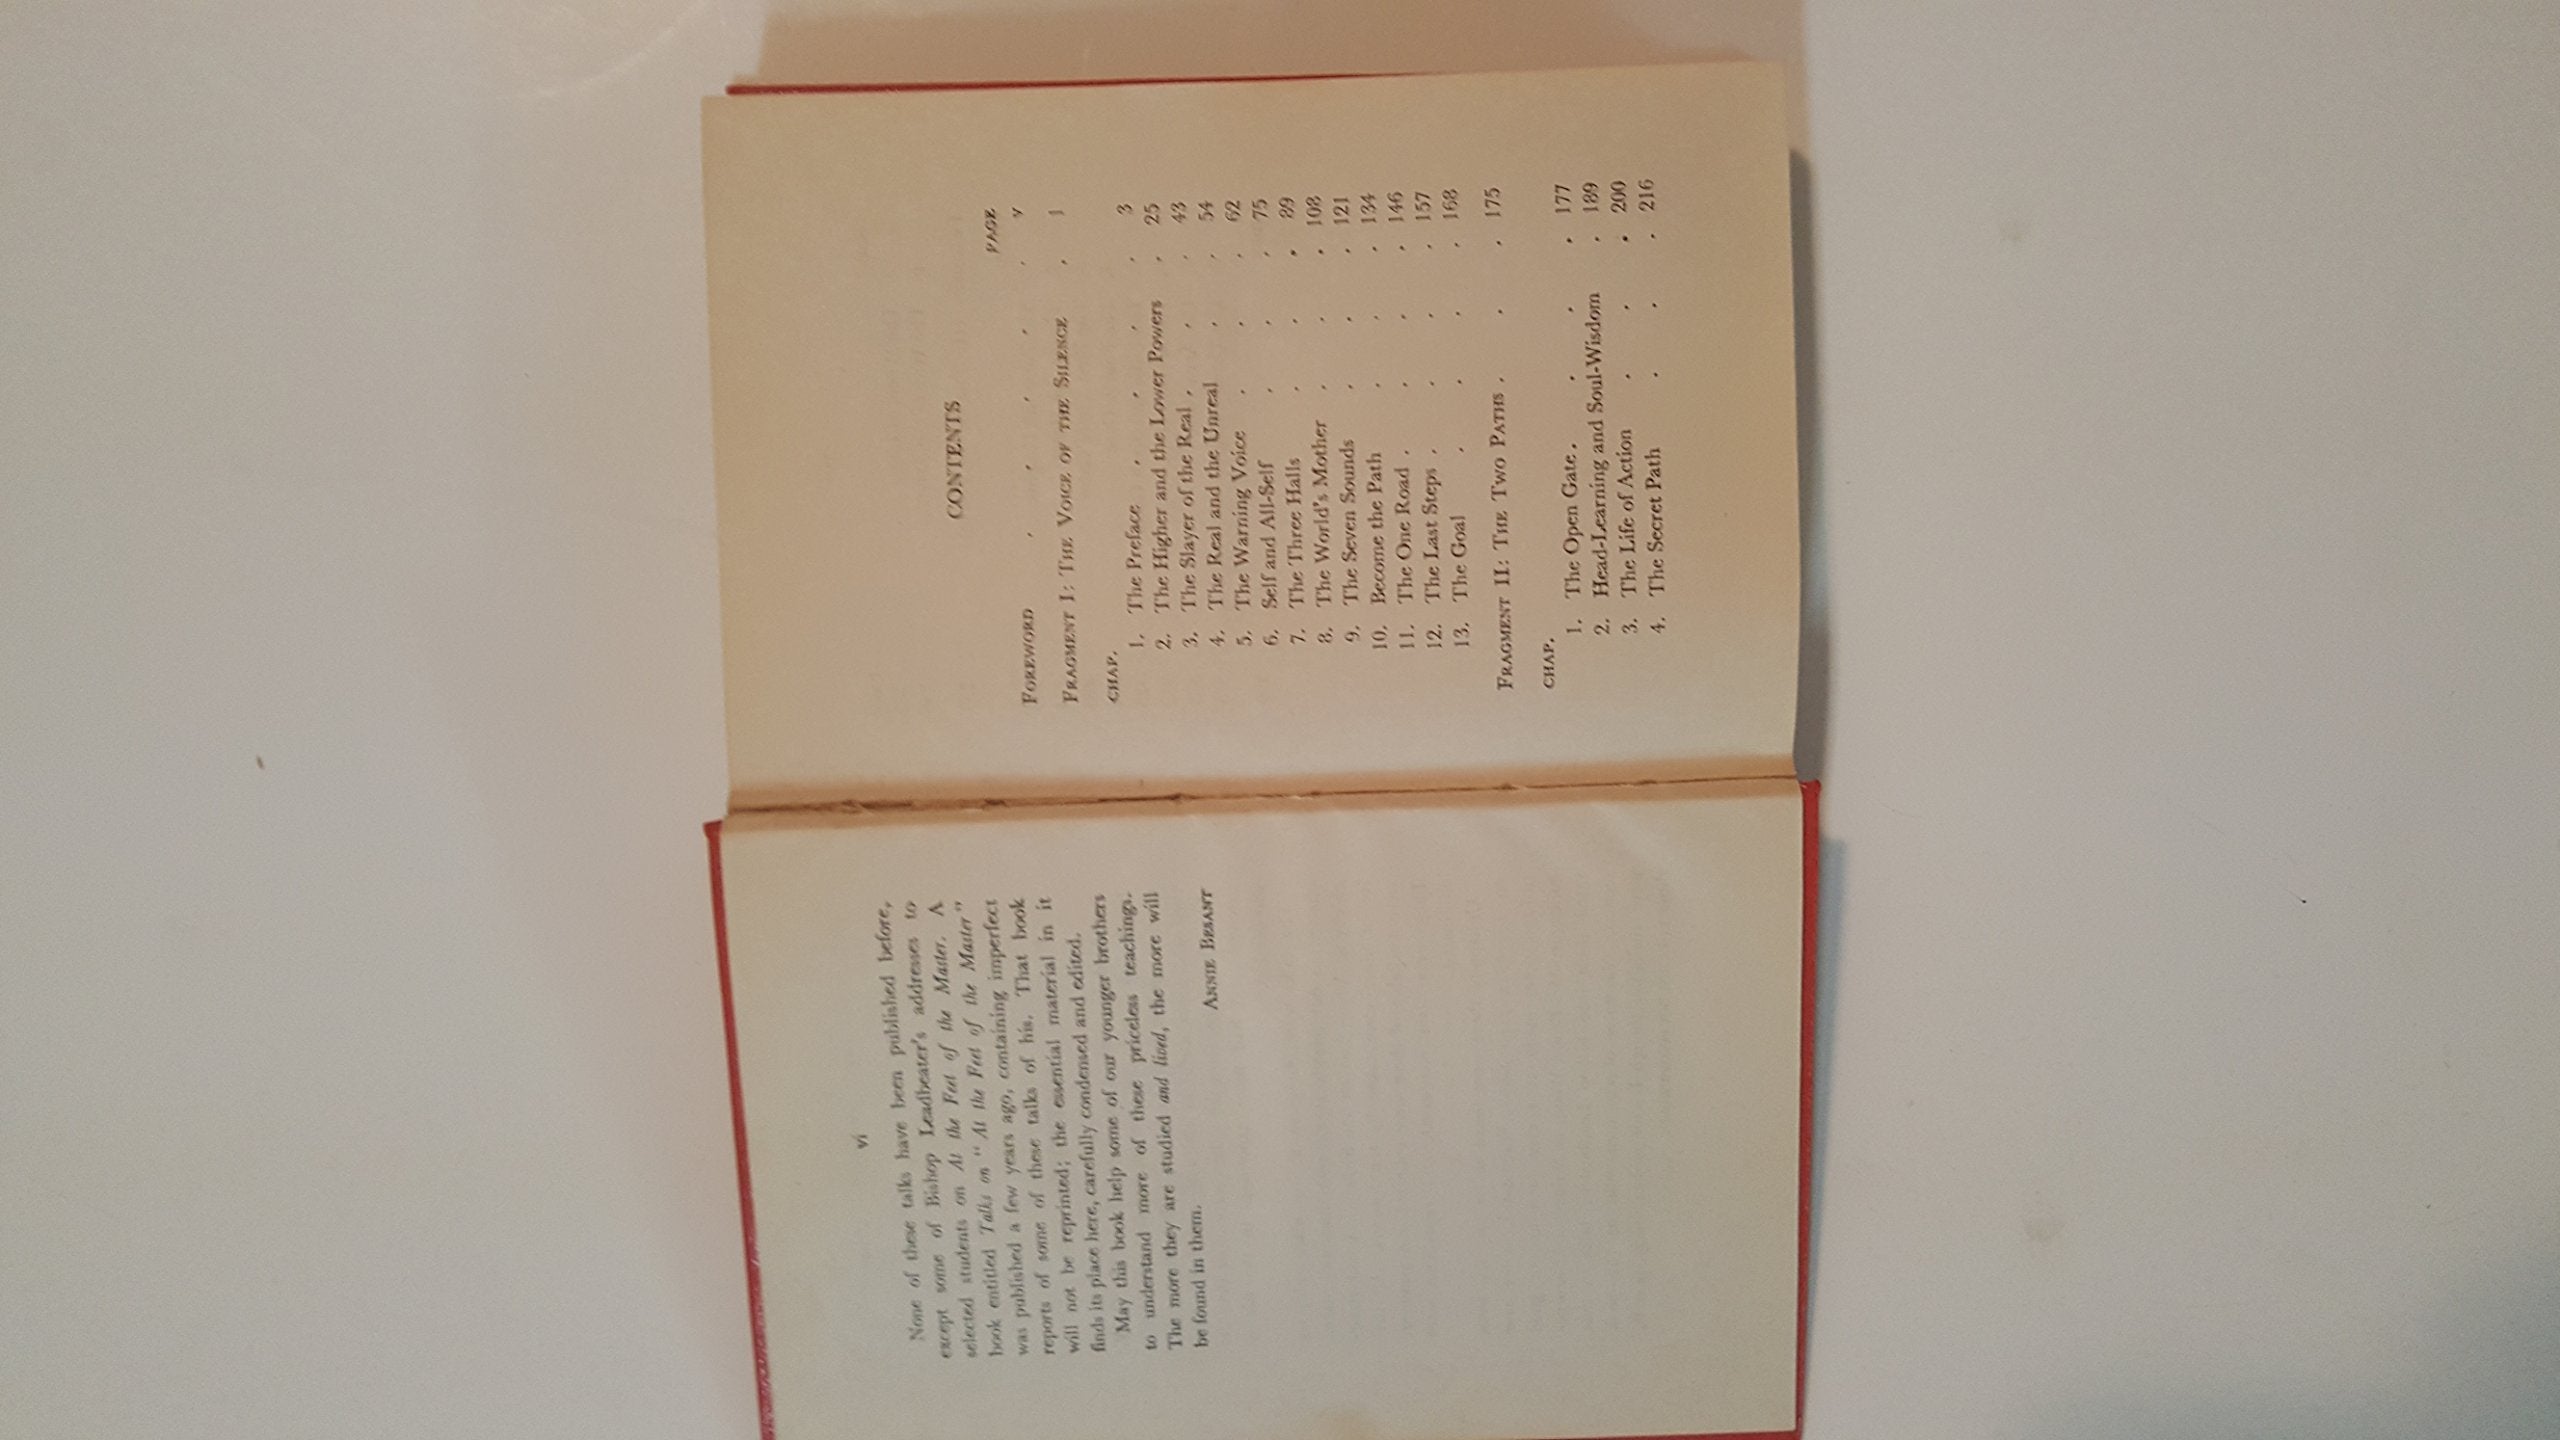 vi
None of these talks have been published before,
except some of Bishop Leadbeater's addresses to
selected students on At the Feet of the Master. A
book entitled Talks on "At the Feet of the Master"
was published a few years ago, containing imperfect
reports of some of these talks of his. That book
will not be reprinted; the essential material in it
finds its place here, carefully condensed and edited.
May this book help some of our younger brothers
to understand more of these priceless teachings.
The more they are studied and lived, the more will
be found in them.
ANNIE BESANT
CONTENTS
PAGE
FOREWORD . . . . . v
FRAGMENT I: THE VOICE OF THE SILENCE . 1
CHAP.
1. The Preface . . . . 3
2. The Higher and the Lower Powers . 25
3. The Slayer of the Real . . . 43
4. The Real and the Unreal . . 54
5. The Warning Voice . . . 62
6. Self and All-Self . . . 75
7. The Three Halls . . . 89
8. The World's Mother . . . 108
9. The Seven Sounds . . . 121
10. Become the Path . . . 134
11. The One Road . . . . 146
12. The Last Steps . . . . 157
13. The Goal . . . . 168
FRAGMENT II: THE TWO PATHS . . . 175
CHAP.
1. The Open Gate . . . . 177
2. Head-Learning and Soul-Wisdom . 189
3. The Life of Action . . . 200
4. The Secret Path . . . 216